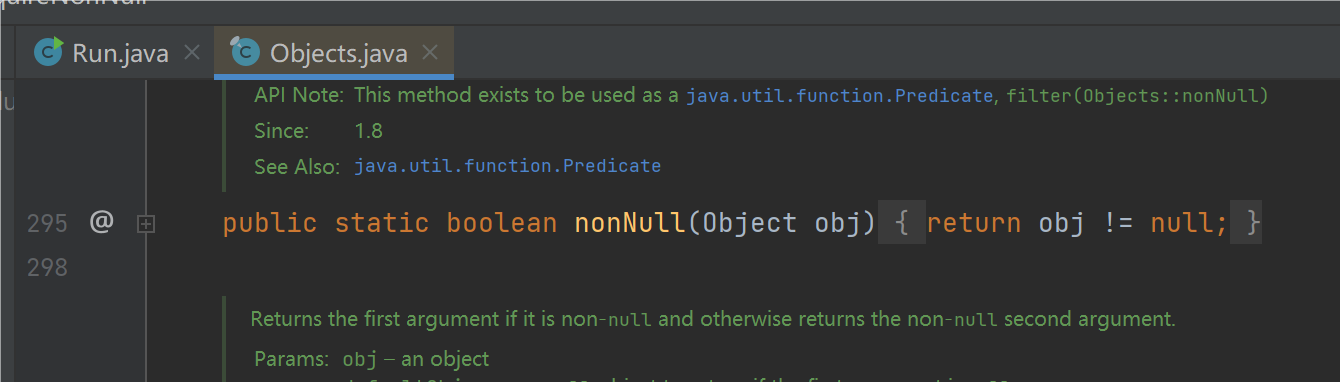 Run.java
Objects.java
API Note: This method exists to be used as a java.util.function.Predicate, filter(Objects::nonNull)
Since: 1.8
See Also: java.util.function.Predicate
295 @ public static boolean nonNull(Object obj) { return obj != null; }
298
Returns the first argument if it is non-null and otherwise returns the non-null second argument.
Params: obj – an object